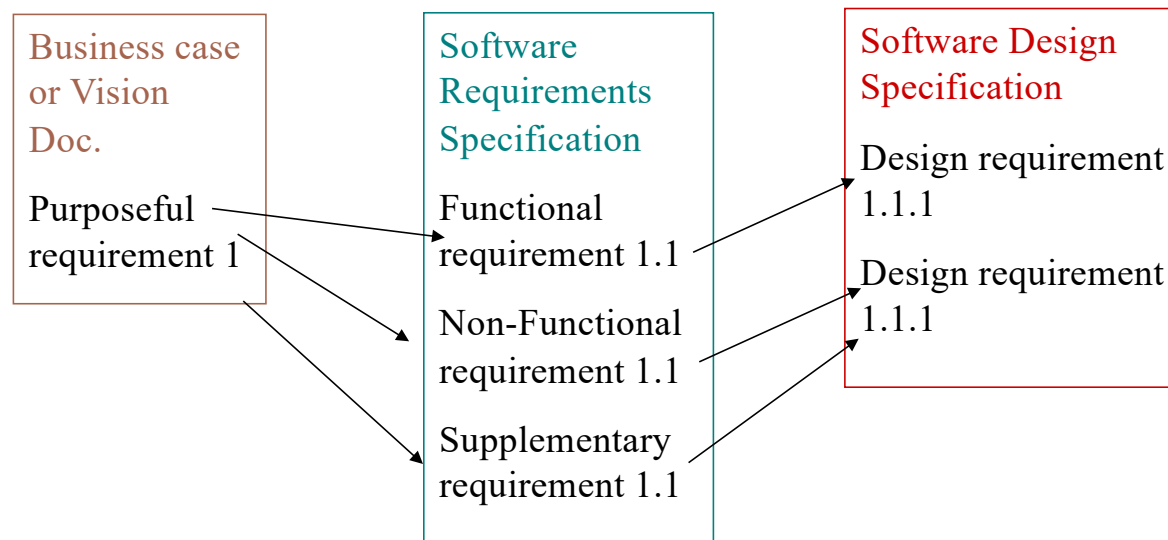 Business case
or Vision
Doc.
Purposeful
requirement 1
Software
Requirements
Specification
Functional
requirement 1.1
Non-Functional
requirement 1.1
Supplementary
requirement 1.1
Software Design
Specification
Design requirement
1.1.1
Design requirement
1.1.1